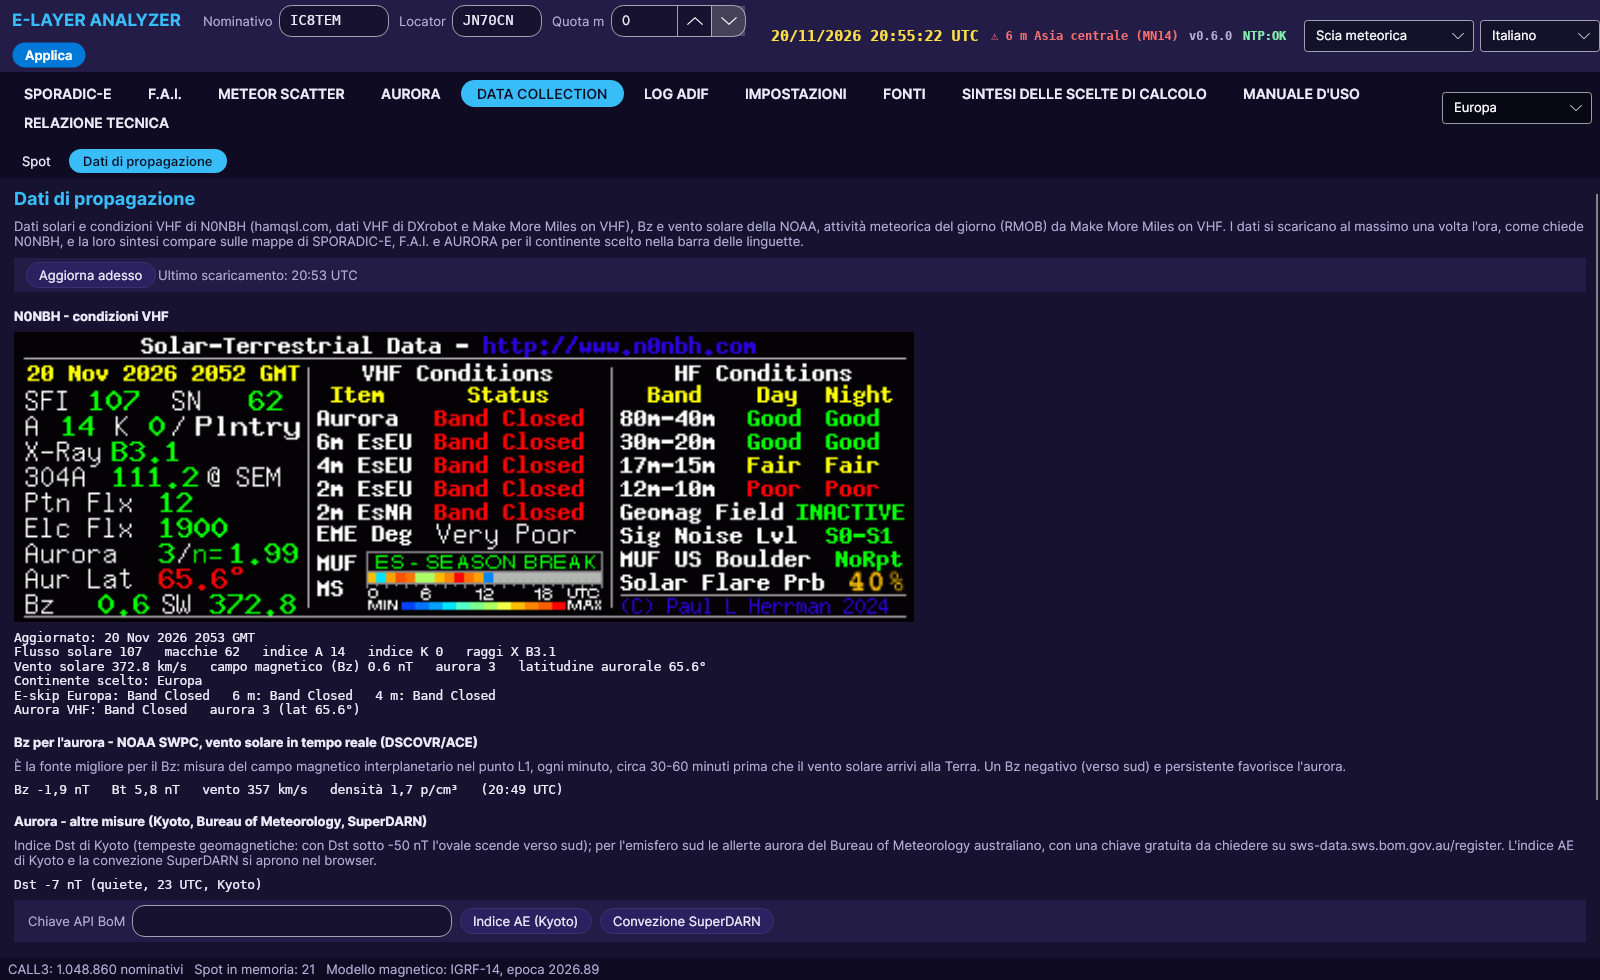 E-LAYER ANALYZER Nominativo IC8TEM Locator JN70CN Quota m 0
20/11/2026 20:55:22 UTC ⚠ 6 m Asia centrale (MN14) v0.6.0 NTP:OK Scia meteorica Italiano
Applica
SPORADIC-E F.A.I. METEOR SCATTER AURORA DATA COLLECTION LOG ADIF IMPOSTAZIONI FONTI SINTESI DELLE SCELTE DI CALCOLO MANUALE D'USO
RELAZIONE TECNICA
Europa
Spot Dati di propagazione
Dati di propagazione
Dati solari e condizioni VHF di N0NBH (hamqsl.com, dati VHF di DXrobot e Make More Miles on VHF), Bz e vento solare della NOAA, attività meteorica del giorno (RMOB) da Make More Miles on VHF. I dati si scaricano al massimo una volta l'ora, come chiede
N0NBH, e la loro sintesi compare sulle mappe di SPORADIC-E, F.A.I. e AURORA per il continente scelto nella barra delle linguette.
Aggiorna adesso Ultimo scaricamento: 20:53 UTC
N0NBH - condizioni VHF
Solar-Terrestrial Data - http://www.n0nbh.com
20 Nov 2026 2052 GMT
SFI 107 SN 62
A 14 K 0/Plntry
X-Ray B3.1
304A 111.2 @ SEM
Ptn Flx 12
Elc Flx 1900
Aurora 3/n=1.99
Aur Lat 65.6°
Bz 0.6 SW 372.8
VHF Conditions
Item Status
Aurora Band Closed
6m EsEU Band Closed
4m EsEU Band Closed
2m EsEU Band Closed
2m EsNA Band Closed
EME Deg Very Poor
MUF ES - SEASON BREAK
MS
0 6 12 18 UTC
MIN MAX
HF Conditions
Band Day Night
80m-40m Good Good
30m-20m Good Good
17m-15m Fair Fair
12m-10m Poor Poor
Geomag Field INACTIVE
Sig Noise Lvl S0-S1
MUF US Boulder NoRpt
Solar Flare Prb 40%
(C) Paul L Herrman 2024
Aggiornato: 20 Nov 2026 2053 GMT
Flusso solare 107 macchie 62 indice A 14 indice K 0 raggi X B3.1
Vento solare 372.8 km/s campo magnetico (Bz) 0.6 nT aurora 3 latitudine aurorale 65.6°
Continente scelto: Europa
E-skip Europa: Band Closed 6 m: Band Closed 4 m: Band Closed
Aurora VHF: Band Closed aurora 3 (lat 65.6°)
Bz per l'aurora - NOAA SWPC, vento solare in tempo reale (DSCOVR/ACE)
È la fonte migliore per il Bz: misura del campo magnetico interplanetario nel punto L1, ogni minuto, circa 30-60 minuti prima che il vento solare arrivi alla Terra. Un Bz negativo (verso sud) e persistente favorisce l'aurora.
Bz -1,9 nT Bt 5,8 nT vento 357 km/s densità 1,7 p/cm³ (20:49 UTC)
Aurora - altre misure (Kyoto, Bureau of Meteorology, SuperDARN)
Indice Dst di Kyoto (tempeste geomagnetiche: con Dst sotto -50 nT l'ovale scende verso sud); per l'emisfero sud le allerte aurora del Bureau of Meteorology australiano, con una chiave gratuita da chiedere su sws-data.sws.bom.gov.au/register. L'indice AE
di Kyoto e la convezione SuperDARN si aprono nel browser.
Dst -7 nT (quiete, 23 UTC, Kyoto)
Chiave API BoM Indice AE (Kyoto) Convezione SuperDARN
CALL3: 1.048.860 nominativi Spot in memoria: 21 Modello magnetico: IGRF-14, epoca 2026.89